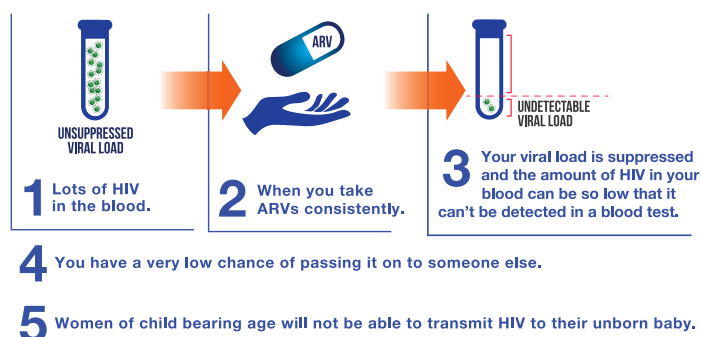 ARV
UNSUPPRESSED
VIRAL LOAD
UNDETECTABLE
VIRAL LOAD
1 Lots of HIV
in the blood.
2 When you take
ARVs consistently.
3 Your viral load is suppressed
and the amount of HIV in your
blood can be so low that it
can't be detected in a blood test.
4 You have a very low chance of passing it on to someone else.
5 Women of child bearing age will not be able to transmit HIV to their unborn baby.